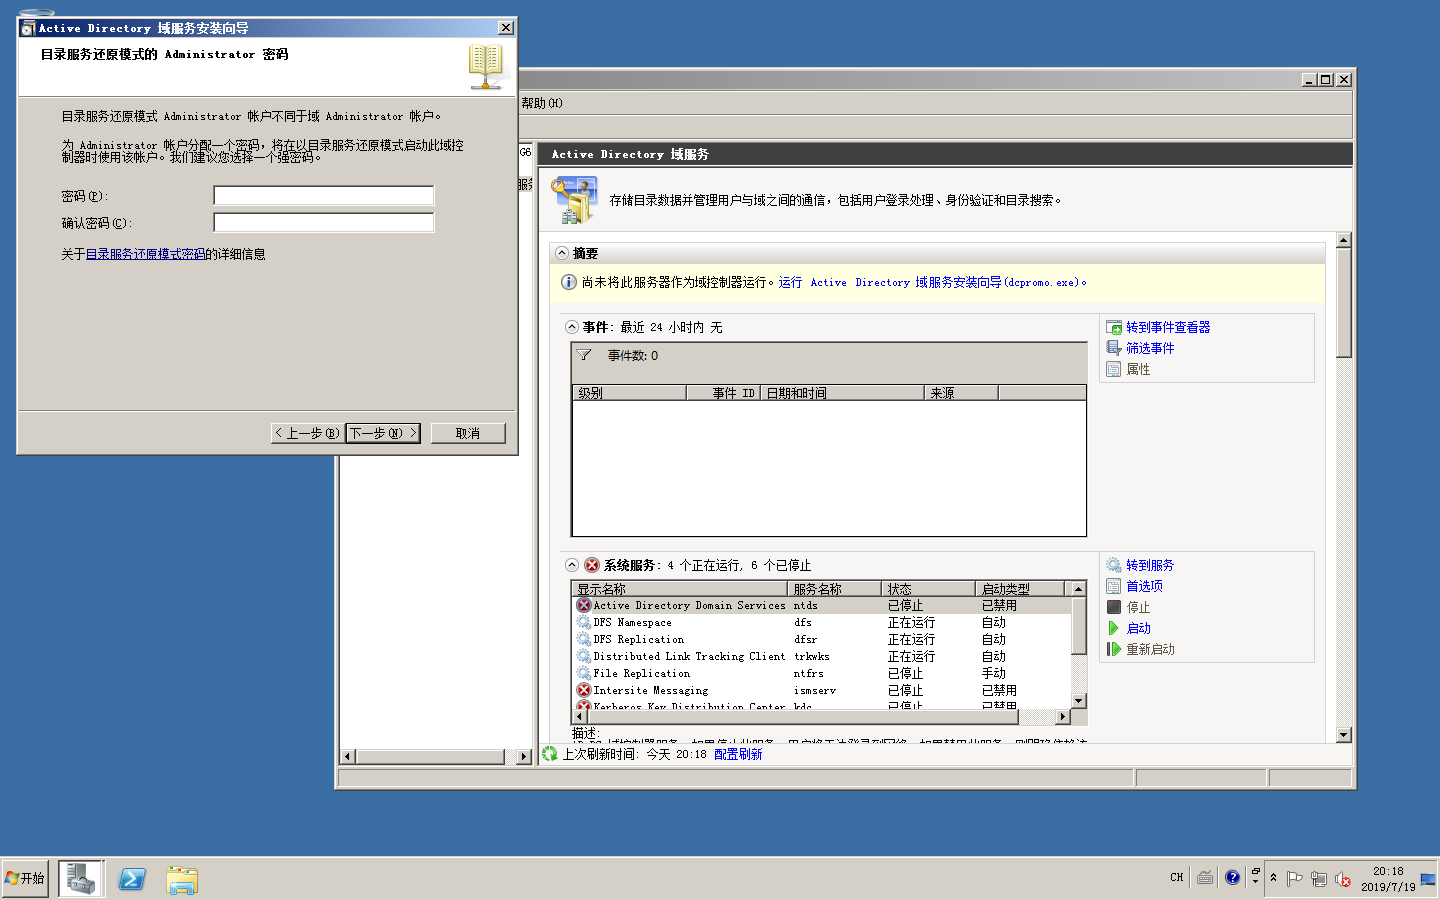 Active Directory 域服务安装向导
目录服务还原模式的 Administrator 密码
目录服务还原模式 Administrator 帐户不同于域 Administrator 帐户。
为 Administrator 帐户分配一个密码，将在以目录服务还原模式启动此域控
制器时使用该帐户。我们建议您选择一个强密码。
密码(P):
确认密码(C):
关于目录服务还原模式密码的详细信息
< 上一步(B) 下一步(N) > 取消
帮助(H)
G6
服务
Active Directory 域服务
存储目录数据并管理用户与域之间的通信，包括用户登录处理、身份验证和目录搜索。
摘要
尚未将此服务器作为域控制器运行。运行 Active Directory 域服务安装向导(dcpromo.exe)。
事件: 最近 24 小时内 无
事件数: 0
级别 事件 ID 日期和时间 来源
转到事件查看器
筛选事件
属性
系统服务: 4 个正在运行, 6 个已停止
显示名称 服务名称 状态 启动类型
Active Directory Domain Services ntds 已停止 已禁用
DFS Namespace dfs 正在运行 自动
DFS Replication dfsr 正在运行 自动
Distributed Link Tracking Client trkwks 正在运行 自动
File Replication ntfrs 已停止 手动
Intersite Messaging ismserv 已停止 已禁用
Kerberos Key Distribution Center kdc 已停止 已禁用
转到服务
首选项
停止
启动
重新启动
描述:
上次刷新时间: 今天 20:18 配置刷新
开始
CH
20:18
2019/7/19